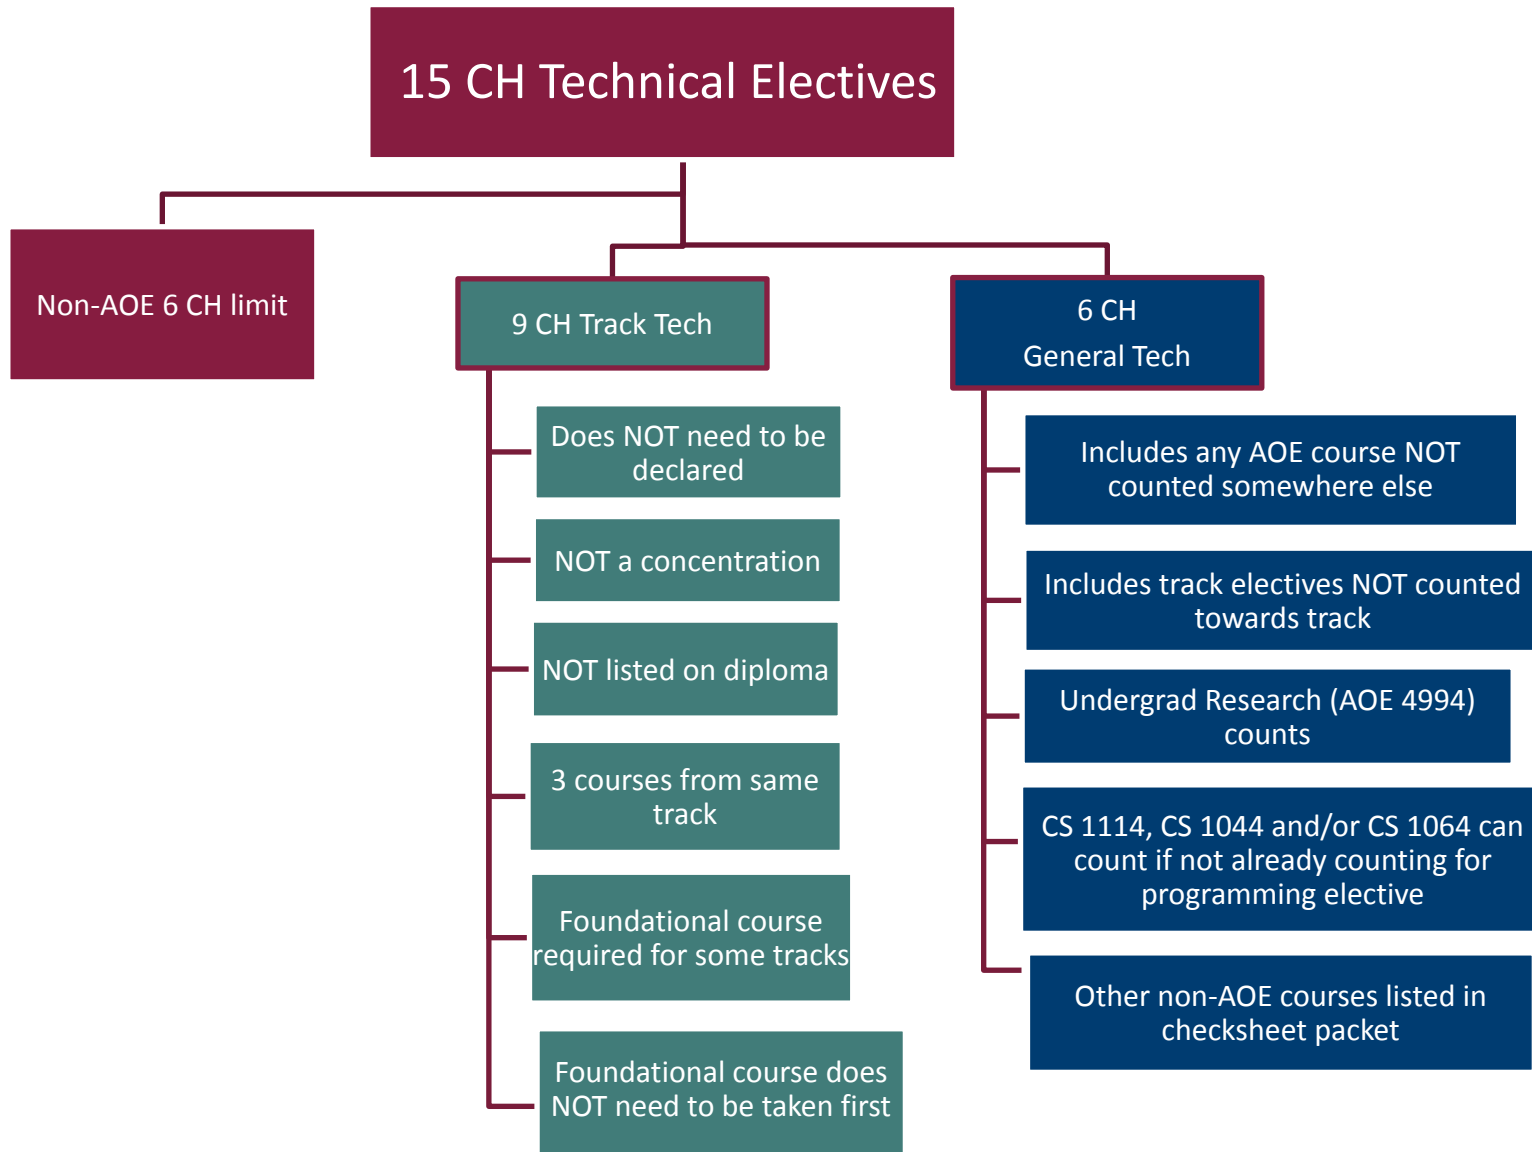 15 CH Technical Electives
Non-AOE 6 CH limit
9 CH Track Tech
Does NOT need to be
declared
NOT a concentration
NOT listed on diploma
3 courses from same
track
Foundational course
required for some tracks
Foundational course does
NOT need to be taken first
6 CH
General Tech
Includes any AOE course NOT
counted somewhere else
Includes track electives NOT counted
towards track
Undergrad Research (AOE 4994)
counts
CS 1114, CS 1044 and/or CS 1064 can
count if not already counting for
programming elective
Other non-AOE courses listed in
checksheet packet